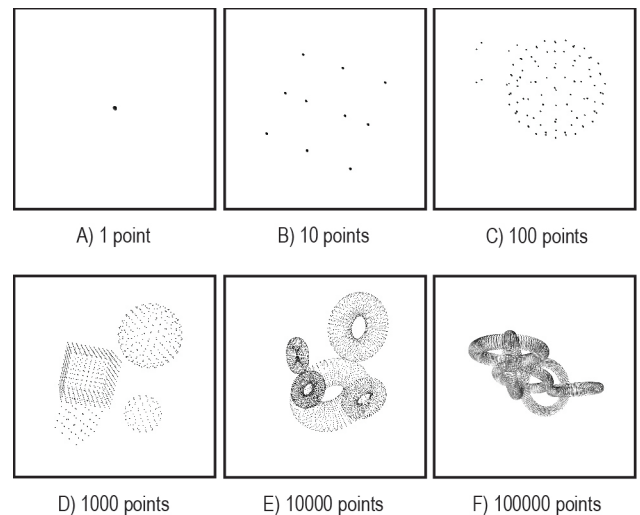 A) 1 point
B) 10 points
C) 100 points
D) 1000 points
E) 10000 points
F) 100000 points